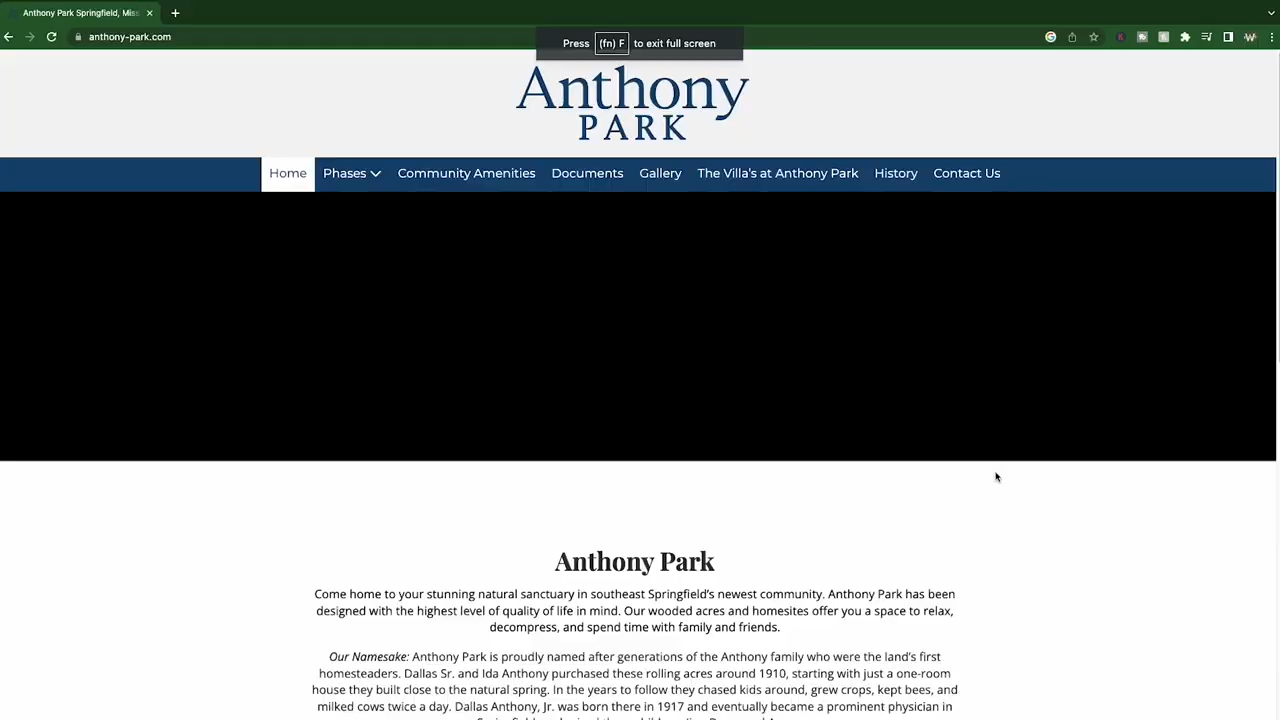 Anthony Park Springfield, Miss
anthony-park.com
Press (fn) F to exit full screen
Anthony
PARK
Home Phases Community Amenities Documents Gallery The Villa's at Anthony Park History Contact Us
Anthony Park
Come home to your stunning natural sanctuary in southeast Springfield's newest community. Anthony Park has been
designed with the highest level of quality of life in mind. Our wooded acres and homesites offer you a space to relax,
decompress, and spend time with family and friends.
Our Namesake: Anthony Park is proudly named after generations of the Anthony family who were the land's first
homesteaders. Dallas Sr. and Ida Anthony purchased these rolling acres around 1910, starting with just a one-room
house they built close to the natural spring. In the years to follow they chased kids around, grew crops, kept bees, and
milked cows twice a day. Dallas Anthony, Jr. was born there in 1917 and eventually became a prominent physician in